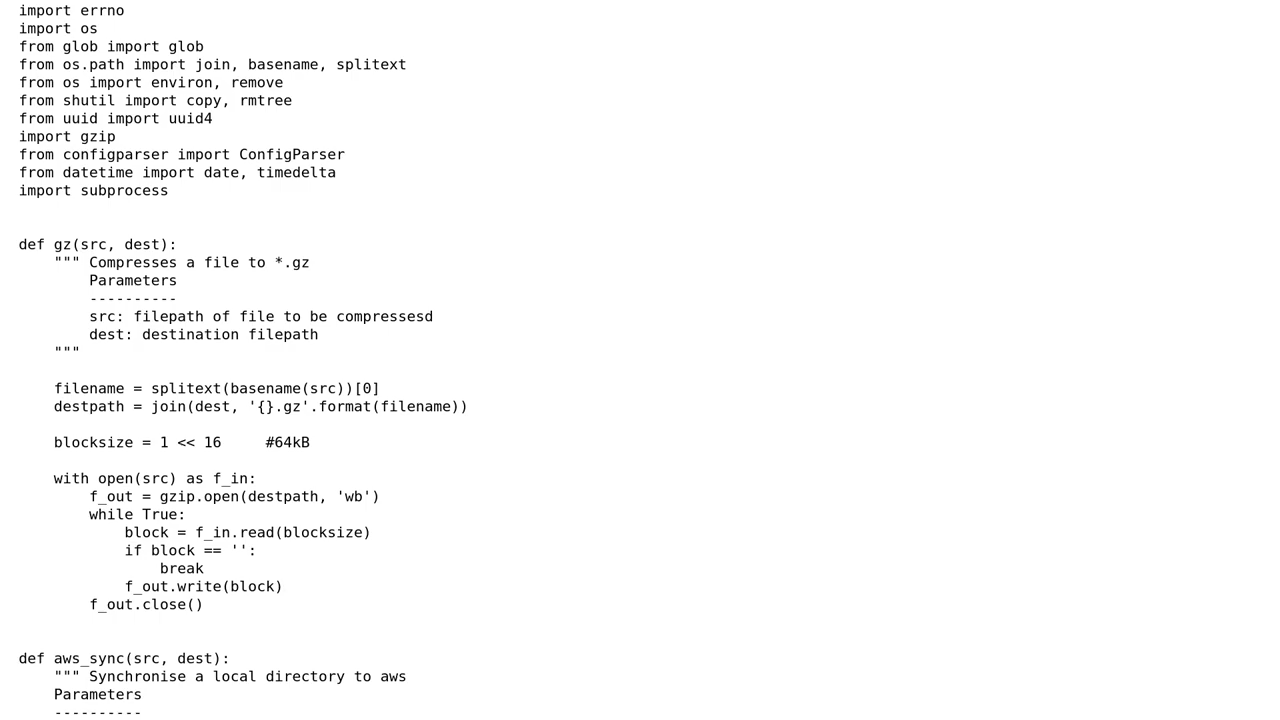 import errno
import os
from glob import glob
from os.path import join, basename, splitext
from os import environ, remove
from shutil import copy, rmtree
from uuid import uuid4
import gzip
from configparser import ConfigParser
from datetime import date, timedelta
import subprocess
def gz(src, dest):
""" Compresses a file to *.gz
Parameters
----------
src: filepath of file to be compressesd
dest: destination filepath
"""
filename = splitext(basename(src))[0]
destpath = join(dest, '{}.gz'.format(filename))
blocksize = 1 << 16     #64kB
with open(src) as f_in:
f_out = gzip.open(destpath, 'wb')
while True:
block = f_in.read(blocksize)
if block == '':
break
f_out.write(block)
f_out.close()
def aws_sync(src, dest):
""" Synchronise a local directory to aws
Parameters
----------